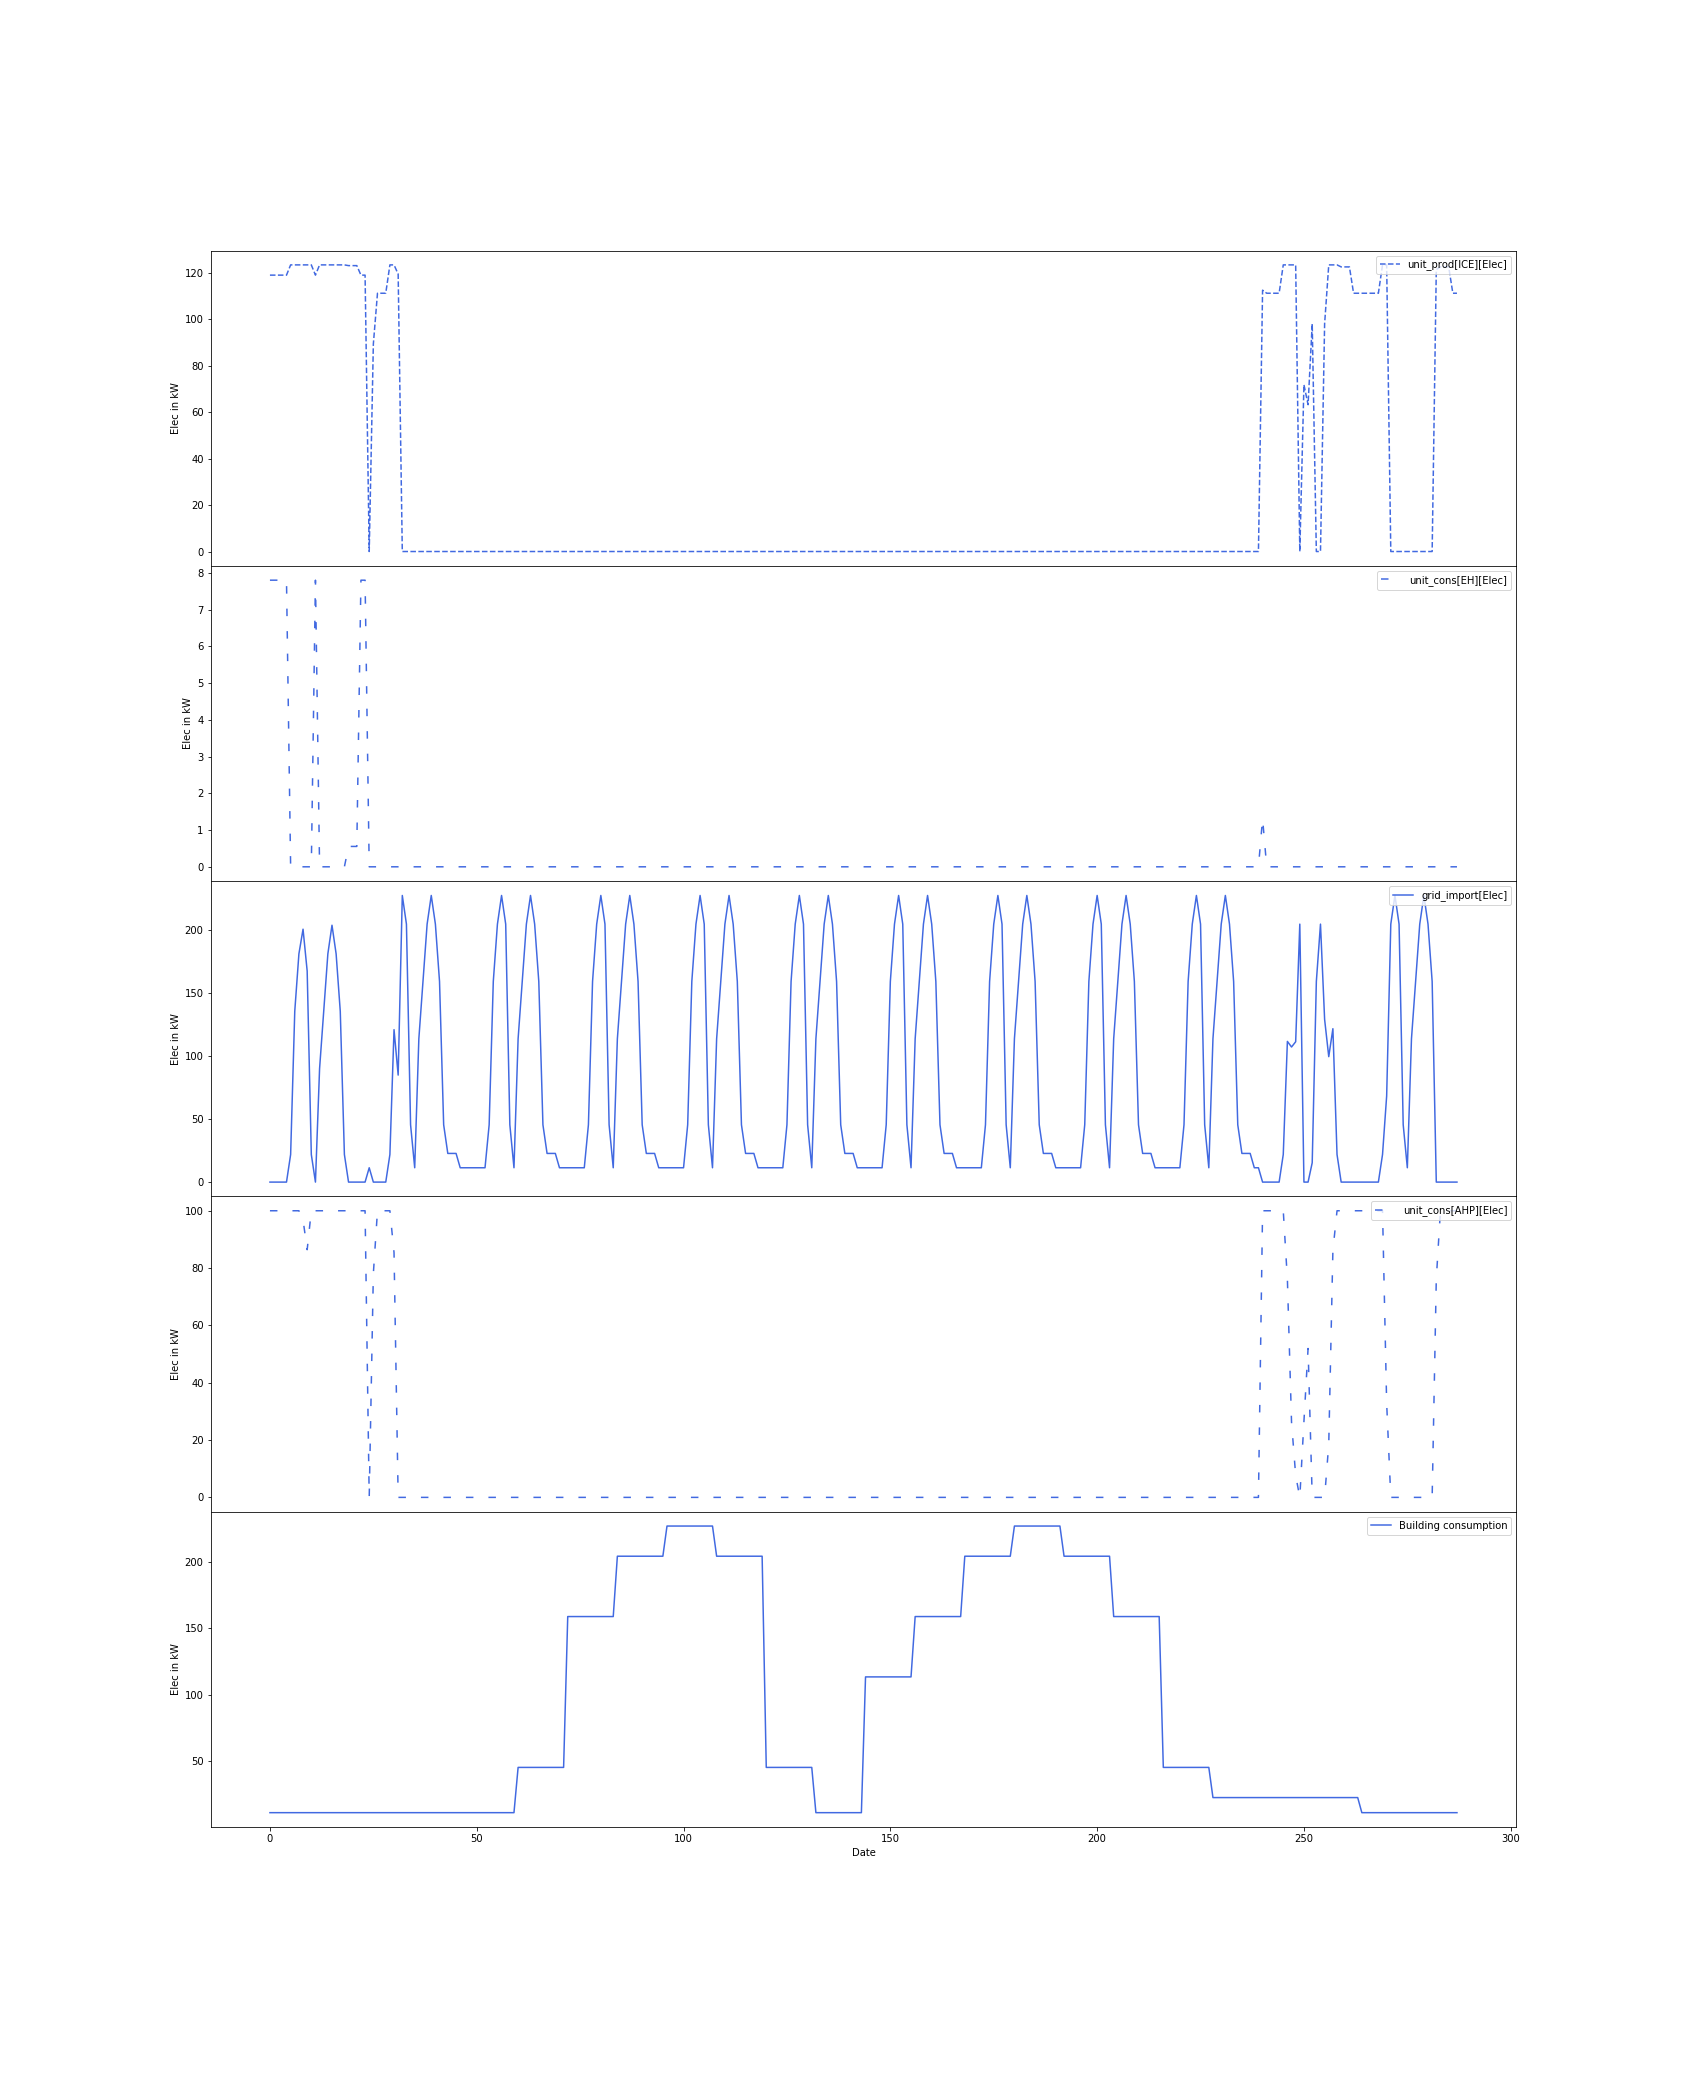 unit_prod[ICE][Elec]
120
100
80
60
40
20
0
Elec in kW
unit_cons[EH][Elec]
8
7
6
5
4
3
2
1
0
Elec in kW
grid_import[Elec]
200
150
100
50
0
Elec in kW
unit_cons[AHP][Elec]
100
80
60
40
20
0
Elec in kW
Building consumption
200
150
100
50
Elec in kW
0 50 100 150 200 250 300
Date